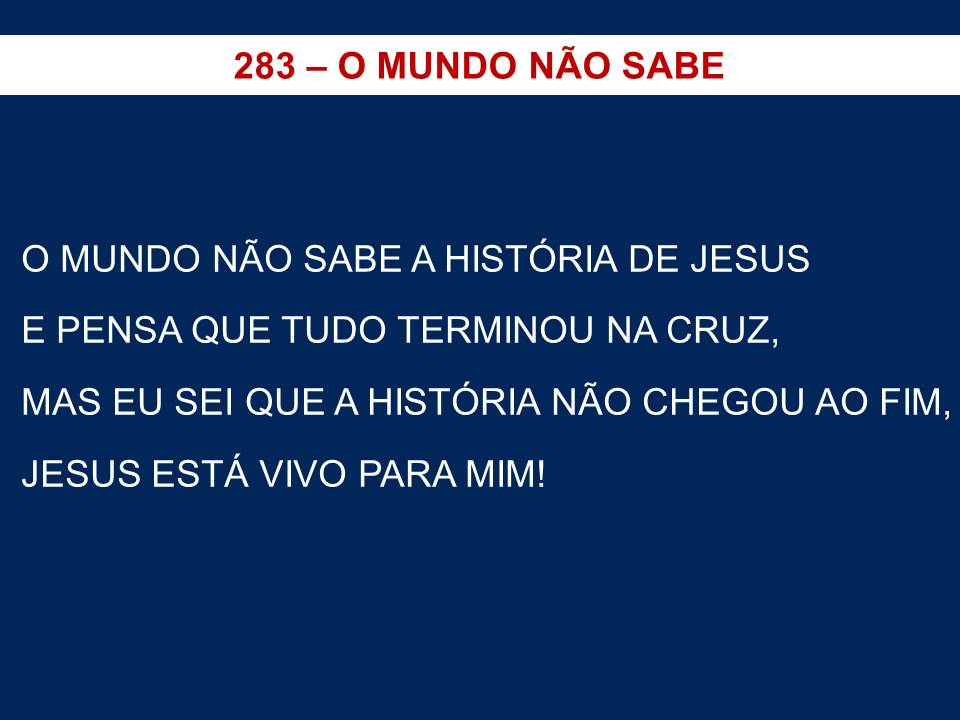 283 – O MUNDO NÃO SABE
O MUNDO NÃO SABE A HISTÓRIA DE JESUS
E PENSA QUE TUDO TERMINOU NA CRUZ,
MAS EU SEI QUE A HISTÓRIA NÃO CHEGOU AO FIM,
JESUS ESTÁ VIVO PARA MIM!